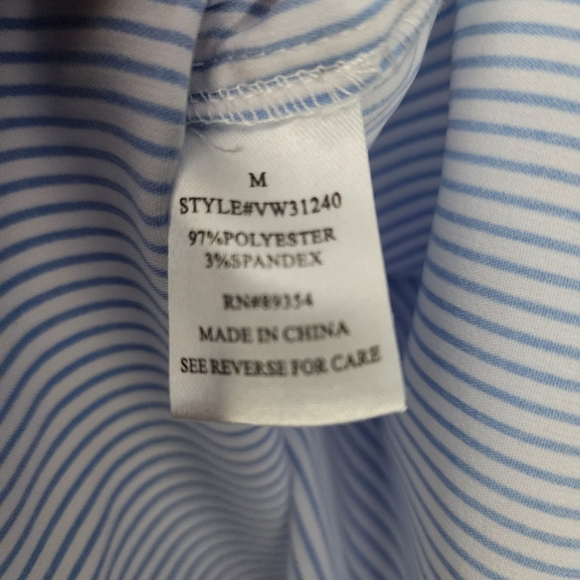 M
STYLE#VW31240
97%POLYESTER
3%SPANDEX
RN#89354
MADE IN CHINA
SEE REVERSE FOR CARE